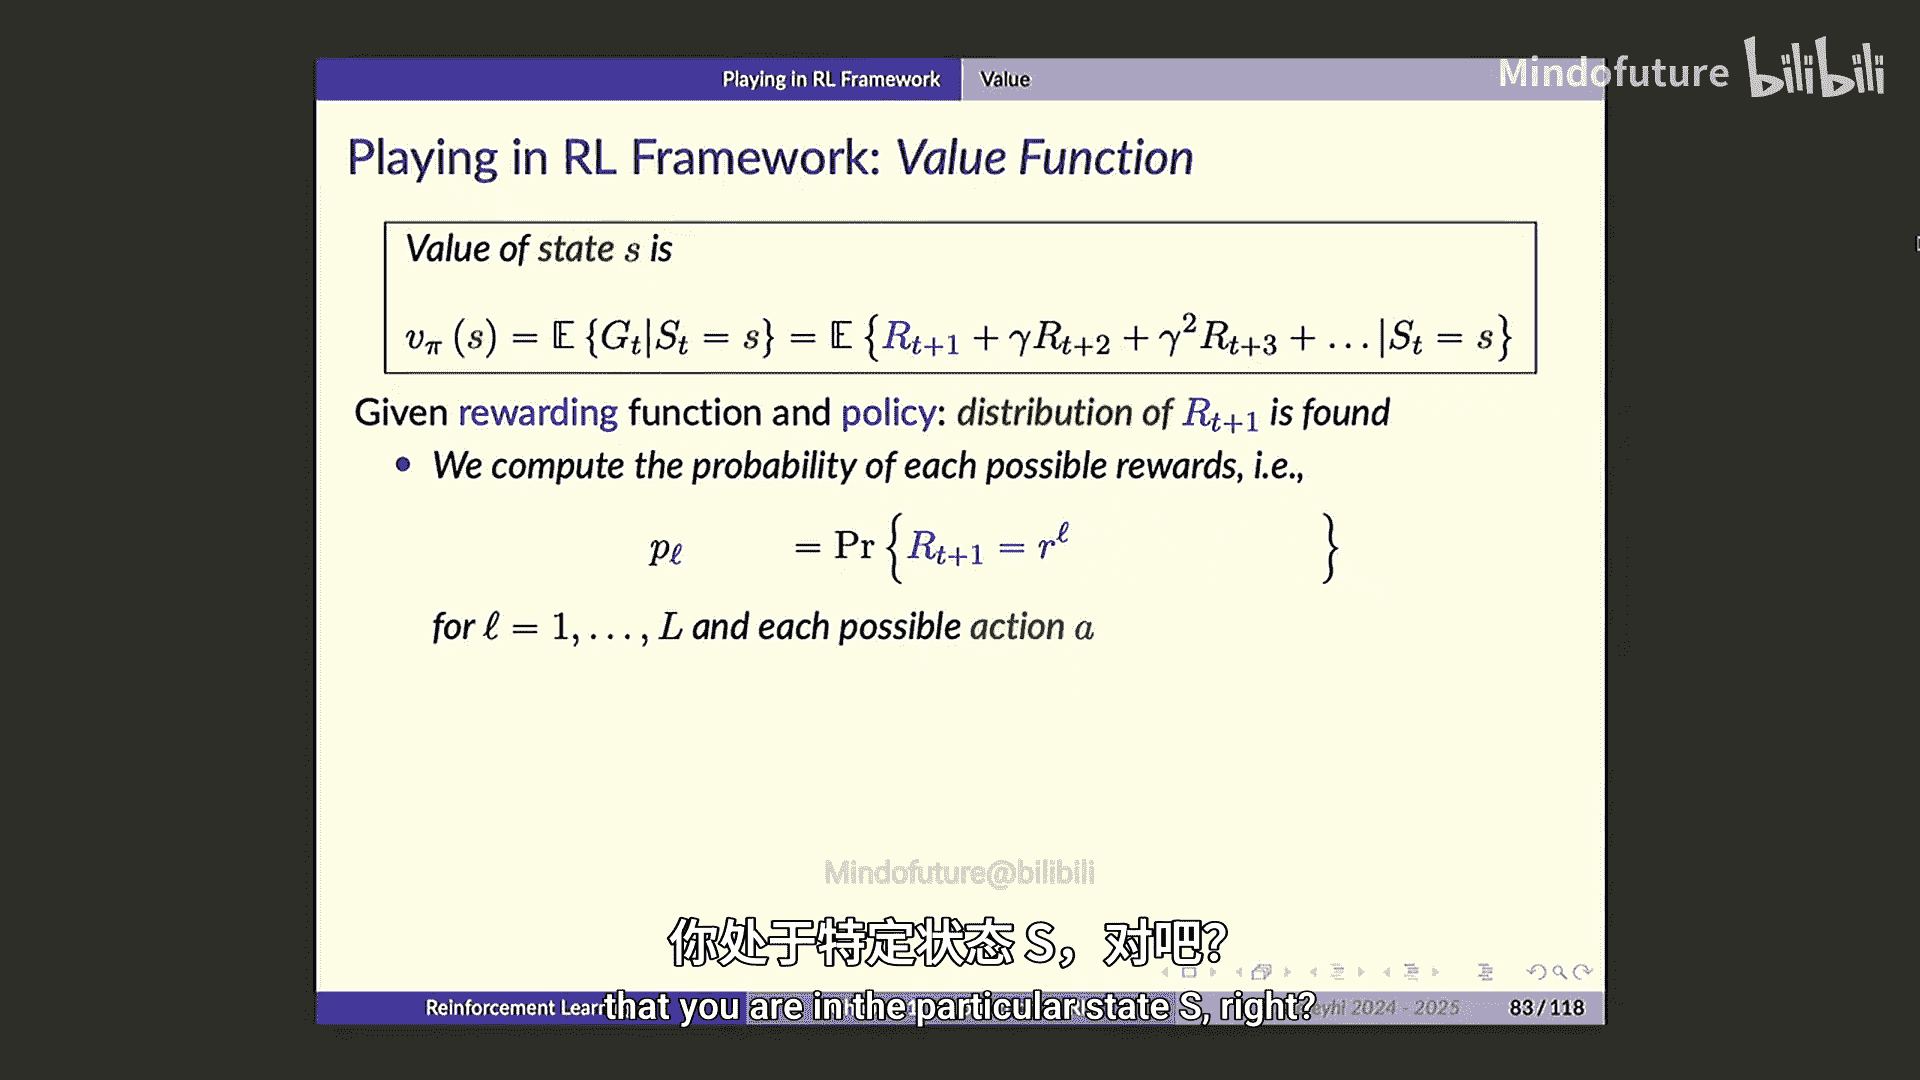 Playing in RL Framework Value
Mindofuture bilibili
Playing in RL Framework: Value Function
Value of state s is
v_π (s) = 𝔼 {G_t|S_t = s} = 𝔼 {R_{t+1} + γR_{t+2} + γ²R_{t+3} + ...|S_t = s}
Given rewarding function and policy: distribution of R_{t+1} is found
• We compute the probability of each possible rewards, i.e.,
p_ℓ = Pr {R_{t+1} = r^ℓ }
for ℓ = 1, ..., L and each possible action a
Mindofuture@bilibili
你处于特定状态 S，对吧？
that you are in the particular state S, right?
Reinforcement 2024 - 2025 83 / 118